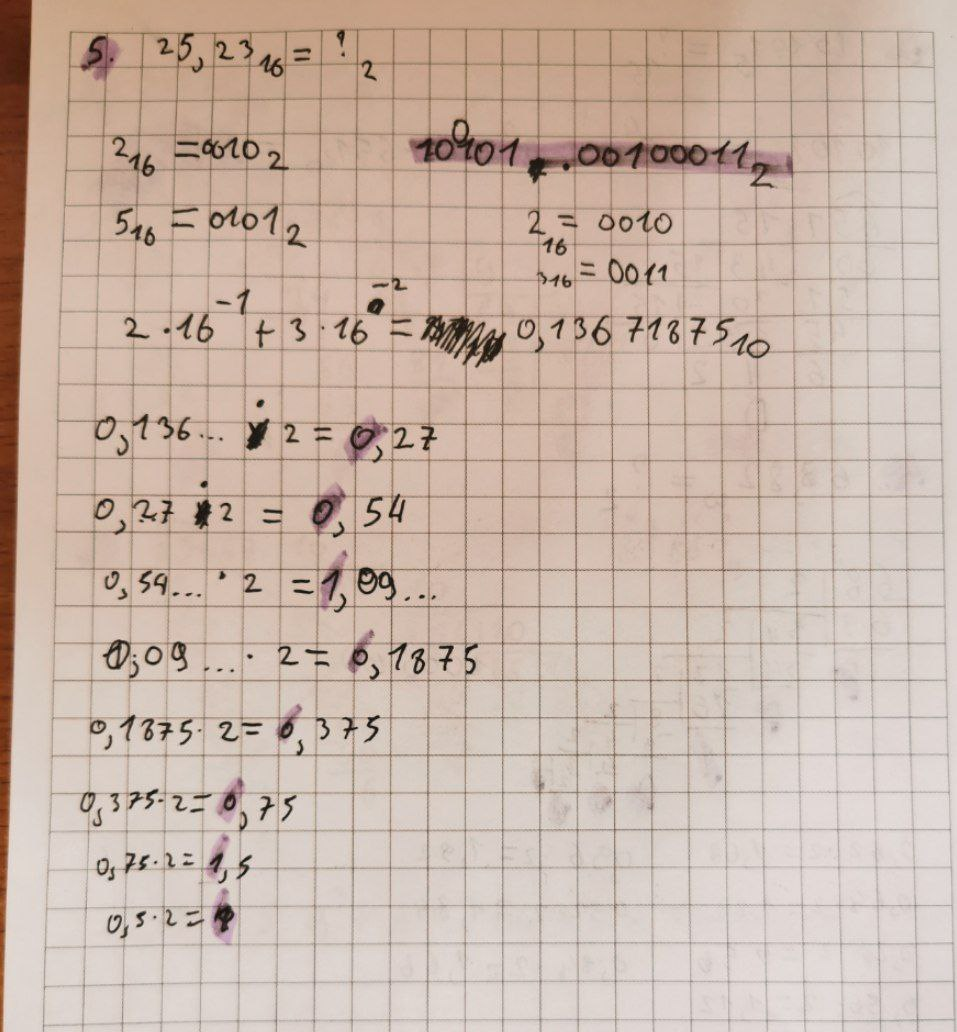 5. 25,23₁₆ = ?₂
2₁₆ = 0010₂
100101 . 00100011₂
5₁₆ = 0101₂
2₁₆ = 0010
3₁₆ = 0011
2 · 16⁻¹ + 3 · 16⁻² = 0,13671875₁₀
0,136... · 2 = 0,27
0,27 · 2 = 0,54
0,54... · 2 = 1,09...
0,09... · 2 = 0,1875
0,1875 · 2 = 0,375
0,375 · 2 = 0,75
0,75 · 2 = 1,5
0,5 · 2 = 1